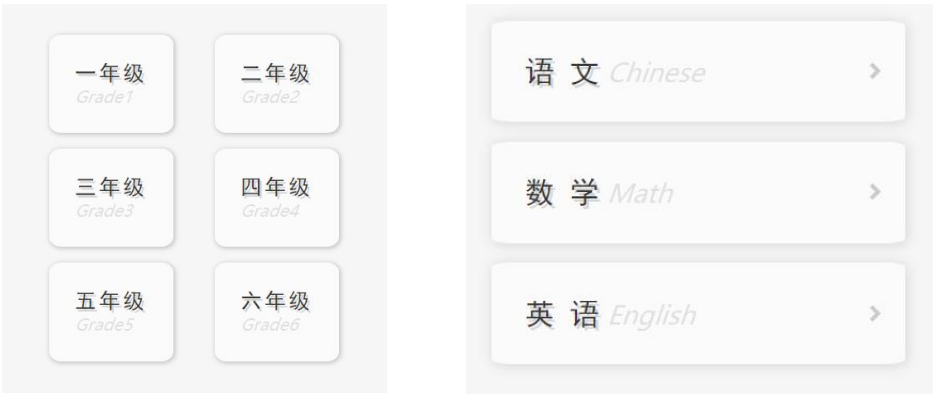 一年级
Grade1
二年级
Grade2
三年级
Grade3
四年级
Grade4
五年级
Grade5
六年级
Grade6
语 文 Chinese
数 学 Math
英 语 English